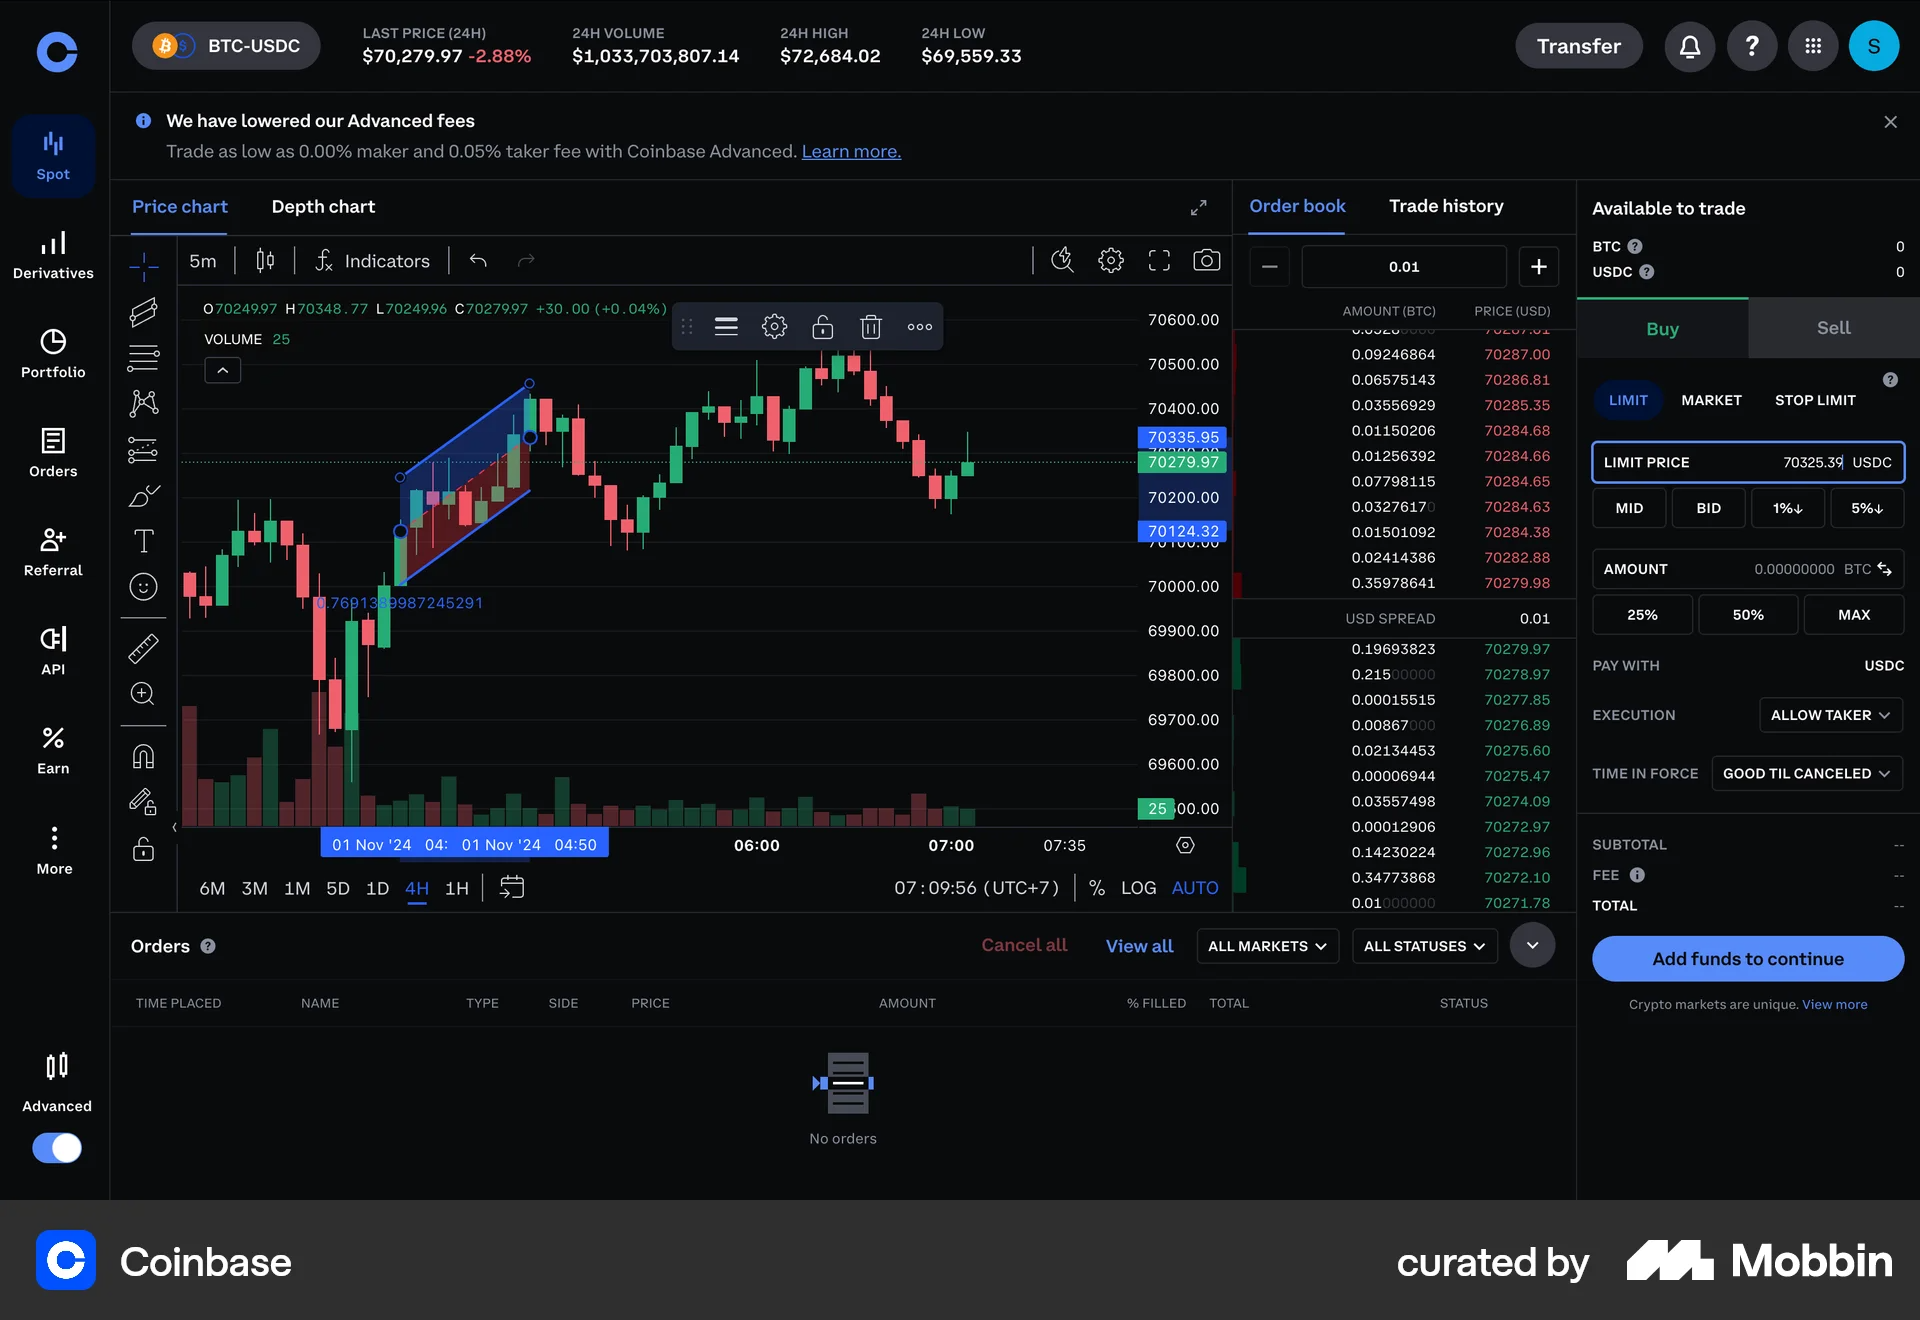 BTC-USDC
LAST PRICE (24H)
$70,279.97 -2.88%
24H VOLUME
$1,033,703,807.14
24H HIGH
$72,684.02
24H LOW
$69,559.33
Transfer
?
S
We have lowered our Advanced fees
Trade as low as 0.00% maker and 0.05% taker fee with Coinbase Advanced. Learn more.
Spot
Derivatives
Portfolio
Orders
Referral
API
Earn
More
Advanced
Price chart
Depth chart
5m
Indicators
O70249.97 H70348.77 L70249.96 C70279.97 +30.00 (+0.04%)
VOLUME 25
0.7691389987245291
70600.00
70500.00
70400.00
70335.95
70279.97
70200.00
70124.32
70100.00
70000.00
69900.00
69800.00
69700.00
69600.00
25
01 Nov '24 04:
01 Nov '24 04:50
06:00
07:00
07:35
6M 3M 1M 5D 1D 4H 1H
07:09:56 (UTC+7)
% LOG AUTO
Order book
Trade history
0.01
AMOUNT (BTC) PRICE (USD)
0.09246864 70287.00
0.06575143 70286.81
0.03556929 70285.35
0.01150206 70284.68
0.01256392 70284.66
0.07798115 70284.65
0.03276170 70284.63
0.01501092 70284.38
0.02414386 70282.88
0.35978641 70279.98
USD SPREAD 0.01
0.19693823 70279.97
0.21500000 70278.97
0.00015515 70277.85
0.00867000 70276.89
0.02134453 70275.60
0.00006944 70275.47
0.03557498 70274.09
0.00012906 70272.97
0.14230224 70272.96
0.34773868 70272.10
0.01000000 70271.78
Available to trade
BTC ? 0
USDC ? 0
Buy
Sell
?
LIMIT
MARKET
STOP LIMIT
LIMIT PRICE 70325.39 USDC
MID
BID
1%↓
5%↓
AMOUNT 0.00000000 BTC
25%
50%
MAX
PAY WITH USDC
EXECUTION ALLOW TAKER
TIME IN FORCE GOOD TIL CANCELED
SUBTOTAL --
FEE --
TOTAL --
Add funds to continue
Crypto markets are unique. View more
Orders ?
Cancel all
View all
ALL MARKETS
ALL STATUSES
TIME PLACED NAME TYPE SIDE PRICE AMOUNT % FILLED TOTAL STATUS
No orders
Coinbase
curated by
Mobbin